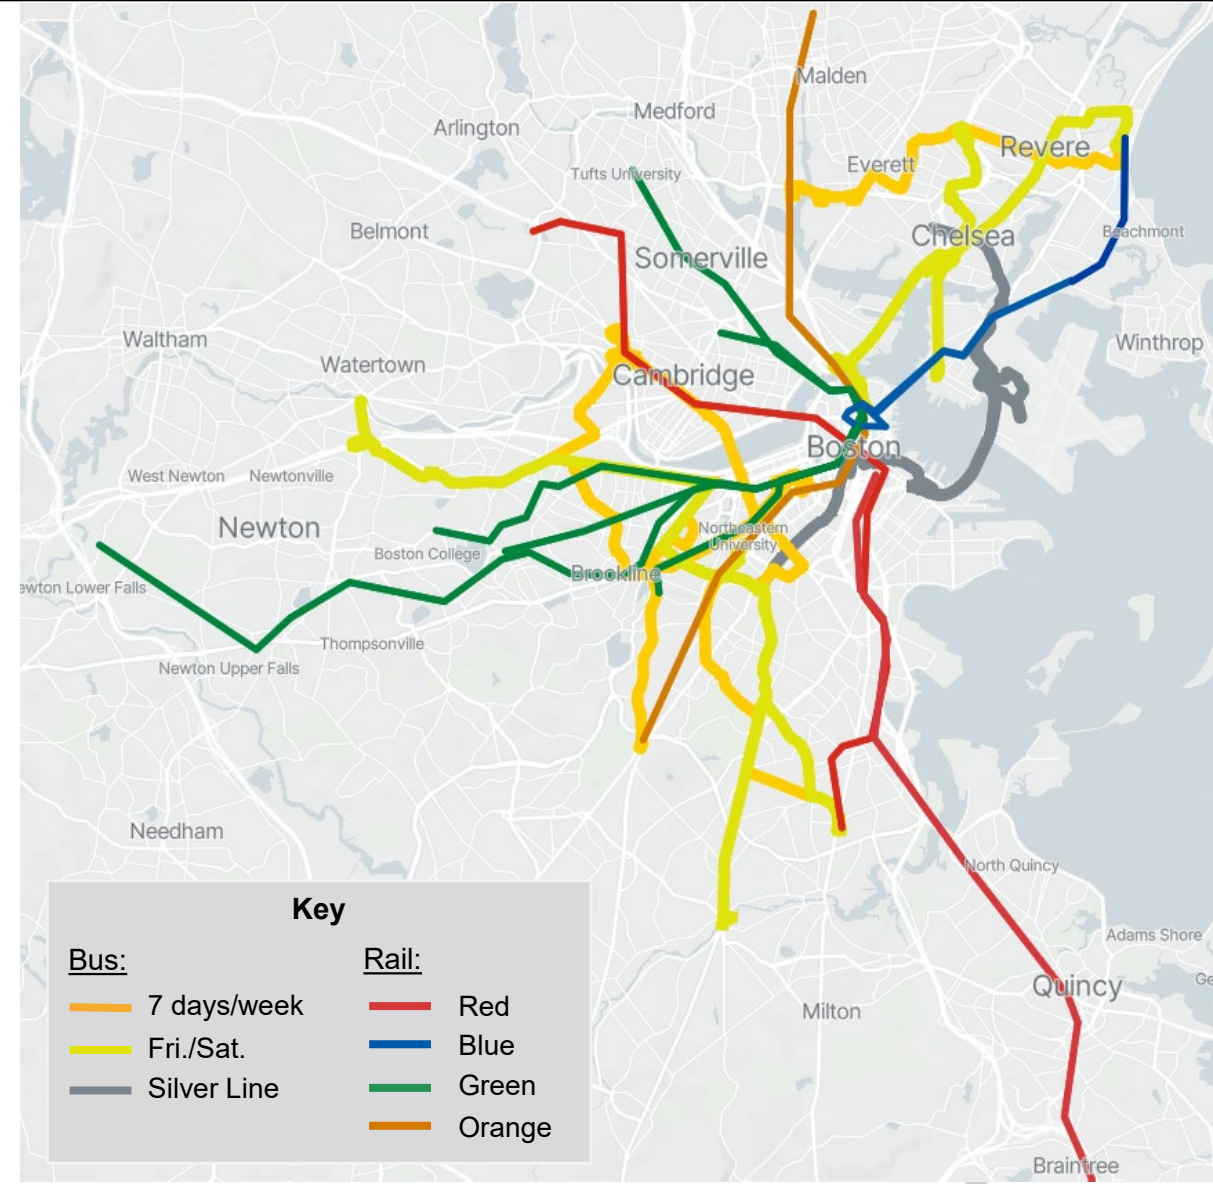 Malden
Medford
Arlington
Revere
Everett
Tufts University
Belmont
Beachmont
Chelsea
Somerville
Waltham
Winthrop
Watertown
Cambridge
Boston
West Newton
Newtonville
Newton
Northeastern
University
Boston College
Brookline
ewton Lower Falls
Thompsonville
Newton Upper Falls
Needham
North Quincy
Adams Shore
Quincy
Ge
Milton
Braintree
Key
Bus:
Rail:
7 days/week
Red
Fri./Sat.
Blue
Silver Line
Green
Orange